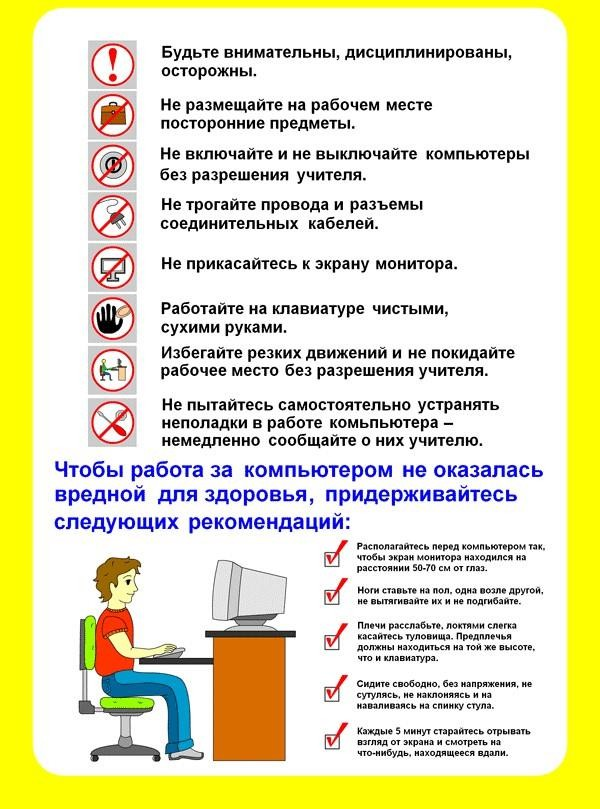 Будьте внимательны, дисциплинированы,
осторожны.
Не размещайте на рабочем месте
посторонние предметы.
Не включайте и не выключайте компьютеры
без разрешения учителя.
Не трогайте провода и разъемы
соединительных кабелей.
Не прикасайтесь к экрану монитора.
Работайте на клавиатуре чистыми,
сухими руками.
Избегайте резких движений и не покидайте
рабочее место без разрешения учителя.
Не пытайтесь самостоятельно устранять
неполадки в работе комьпьютера –
немедленно сообщайте о них учителю.
Чтобы работа за компьютером не оказалась
вредной для здоровья, придерживайтесь
следующих рекомендаций:
Располагайтесь перед компьютером так,
чтобы экран монитора находился на
расстоянии 50-70 см от глаз.
Ноги ставьте на пол, одна возле другой,
не вытягивайте их и не подгибайте.
Плечи расслабьте, локтями слегка
касайтесь туловища. Предплечья
должны находиться на той же высоте,
что и клавиатура.
Сидите свободно, без напряжения, не
сутулясь, не наклоняясь и на
наваливаясь на спинку стула.
Каждые 5 минут старайтесь отрывать
взгляд от экрана и смотреть на
что-нибудь, находящееся вдали.